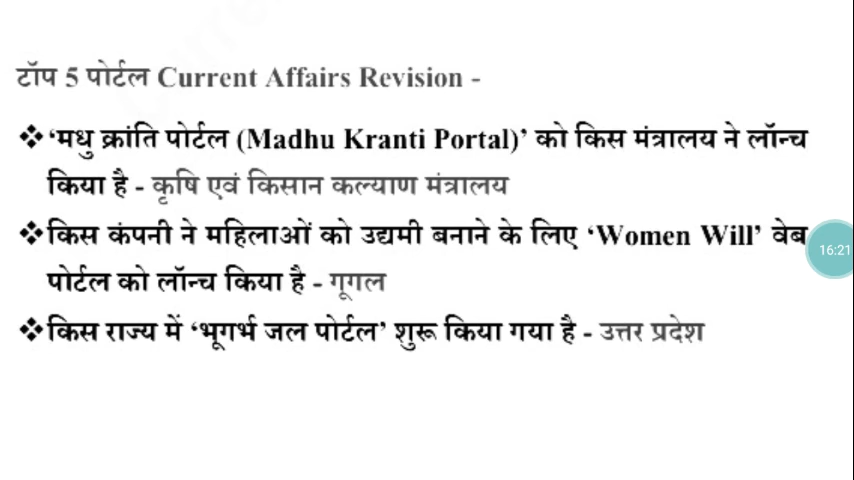 टॉप 5 पोर्टल Current Affairs Revision -
❖‘मधु क्रांति पोर्टल (Madhu Kranti Portal)’ को किस मंत्रालय ने लॉन्च
किया है - कृषि एवं किसान कल्याण मंत्रालय
❖किस कंपनी ने महिलाओं को उद्यमी बनाने के लिए ‘Women Will’ वेब
पोर्टल को लॉन्च किया है - गूगल
❖किस राज्य में ‘भूगर्भ जल पोर्टल’ शुरू किया गया है - उत्तर प्रदेश
16:21